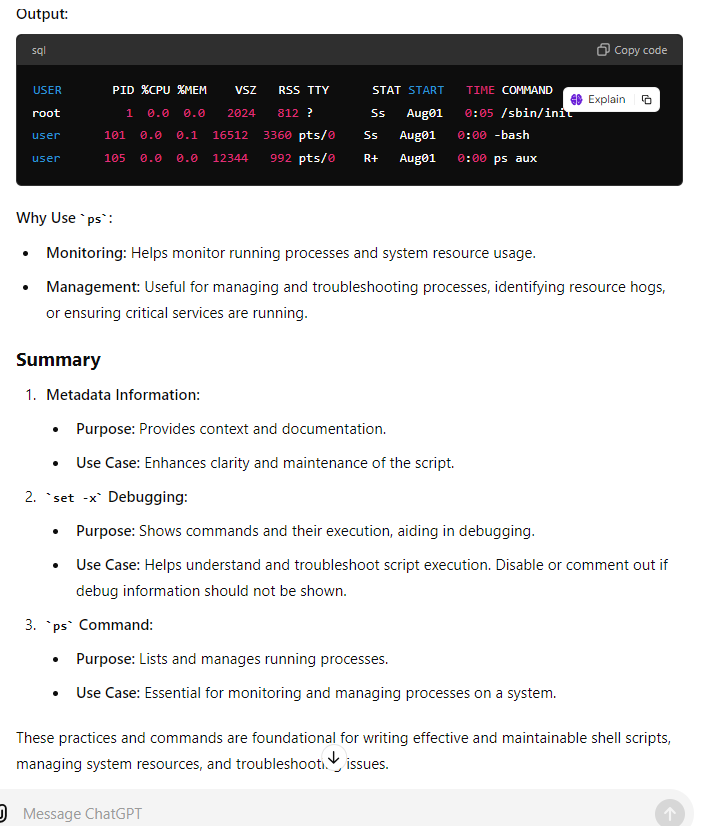 Output:
sql Copy code
USER PID %CPU %MEM VSZ RSS TTY STAT START TIME COMMAND
Explain
root 1 0.0 0.0 2024 812 ? Ss Aug01 0:05 /sbin/init
user 101 0.0 0.1 16512 3360 pts/0 Ss Aug01 0:00 -bash
user 105 0.0 0.0 12344 992 pts/0 R+ Aug01 0:00 ps aux
Why Use `ps`:
• Monitoring: Helps monitor running processes and system resource usage.
• Management: Useful for managing and troubleshooting processes, identifying resource hogs,
or ensuring critical services are running.
Summary
1. Metadata Information:
• Purpose: Provides context and documentation.
• Use Case: Enhances clarity and maintenance of the script.
2. `set -x` Debugging:
• Purpose: Shows commands and their execution, aiding in debugging.
• Use Case: Helps understand and troubleshoot script execution. Disable or comment out if
debug information should not be shown.
3. `ps` Command:
• Purpose: Lists and manages running processes.
• Use Case: Essential for monitoring and managing processes on a system.
These practices and commands are foundational for writing effective and maintainable shell scripts,
managing system resources, and troubleshooting issues.
Message ChatGPT